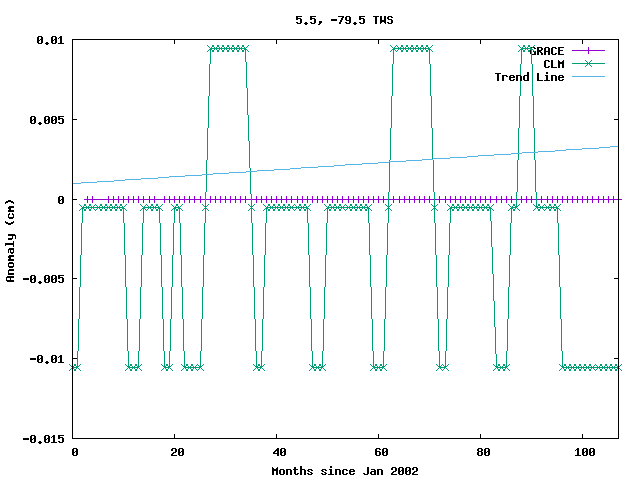 5.5, -79.5 TWS
0.01
0.005
0
-0.005
-0.01
-0.015
Anomaly (cm)
GRACE
CLM
Trend Line
0 20 40 60 80 100
Months since Jan 2002